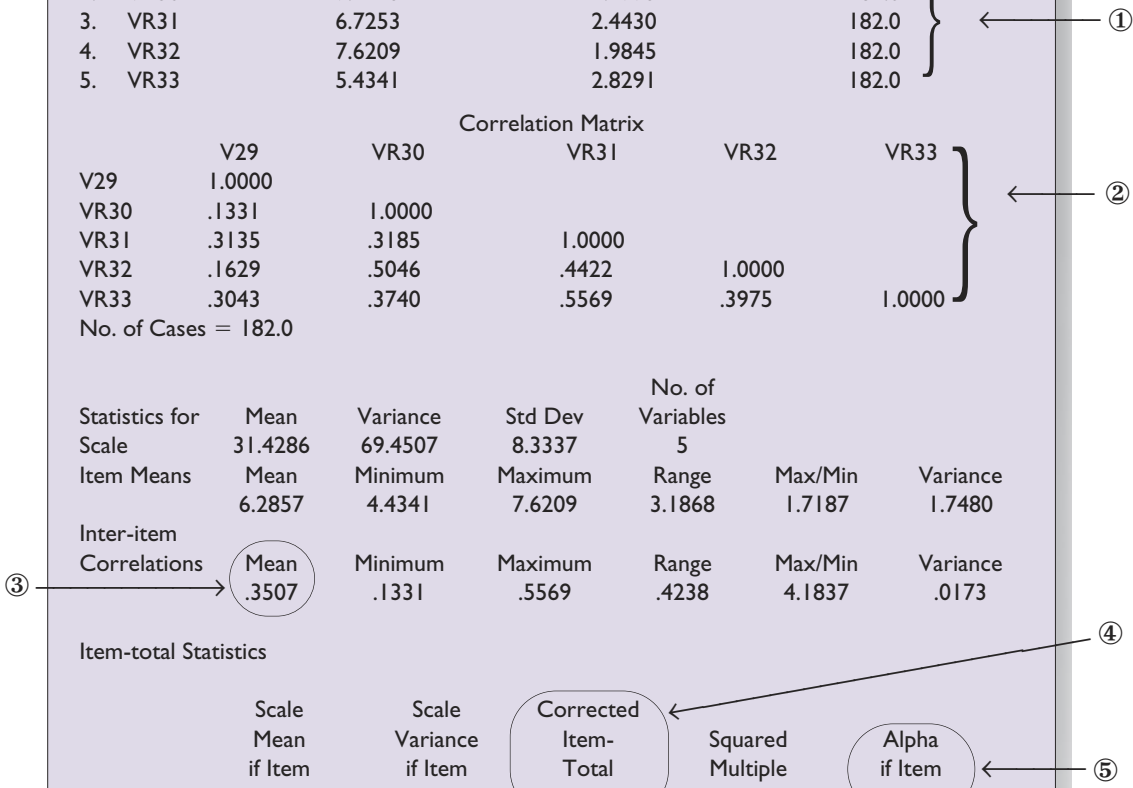 3. VR31 6.7253 2.4430 182.0 ①
4. VR32 7.6209 1.9845 182.0
5. VR33 5.4341 2.8291 182.0
Correlation Matrix
V29 VR30 VR31 VR32 VR33
V29 1.0000 ②
VR30 .1331 1.0000
VR31 .3135 .3185 1.0000
VR32 .1629 .5046 .4422 1.0000
VR33 .3043 .3740 .5569 .3975 1.0000
No. of Cases = 182.0
No. of
Statistics for Mean Variance Std Dev Variables
Scale 31.4286 69.4507 8.3337 5
Item Means Mean Minimum Maximum Range Max/Min Variance
6.2857 4.4341 7.6209 3.1868 1.7187 1.7480
Inter-item
Correlations Mean Minimum Maximum Range Max/Min Variance
③ .3507 .1331 .5569 .4238 4.1837 .0173
④
Item-total Statistics
Scale Scale Corrected
Mean Variance Item- Squared Alpha
if Item if Item Total Multiple if Item ⑤